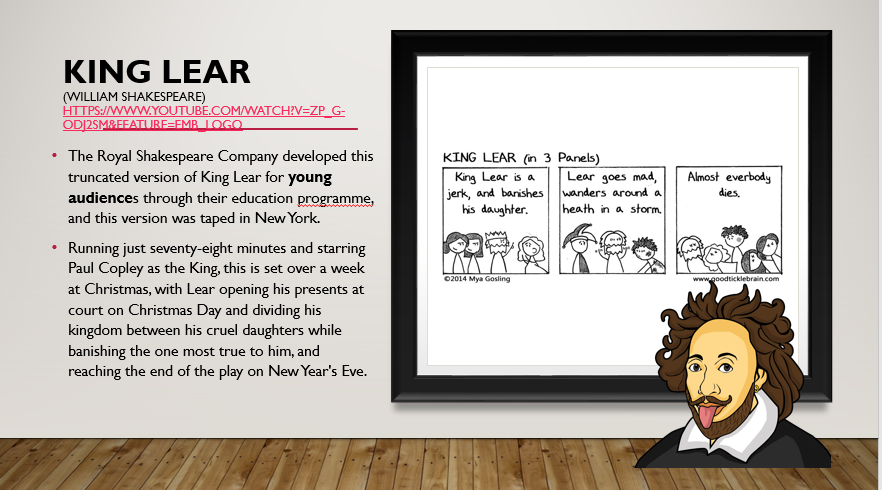 KING LEAR
(WILLIAM SHAKESPEARE)
HTTPS://WWW.YOUTUBE.COM/WATCH?V=ZP_G-
ODJ2SM&FEATURE=EMB_LOGO
• The Royal Shakespeare Company developed this
truncated version of King Lear for young
audiences through their education programme,
and this version was taped in New York.
• Running just seventy-eight minutes and starring
Paul Copley as the King, this is set over a week
at Christmas, with Lear opening his presents at
court on Christmas Day and dividing his
kingdom between his cruel daughters while
banishing the one most true to him, and
reaching the end of the play on New Year's Eve.
KING LEAR (in 3 Panels)
King Lear is a
jerk, and banishes
his daughter.
Lear goes mad,
wanders around a
heath in a storm.
Almost everbody
dies.
©2014 Mya Gosling
www.goodticklebrain.com